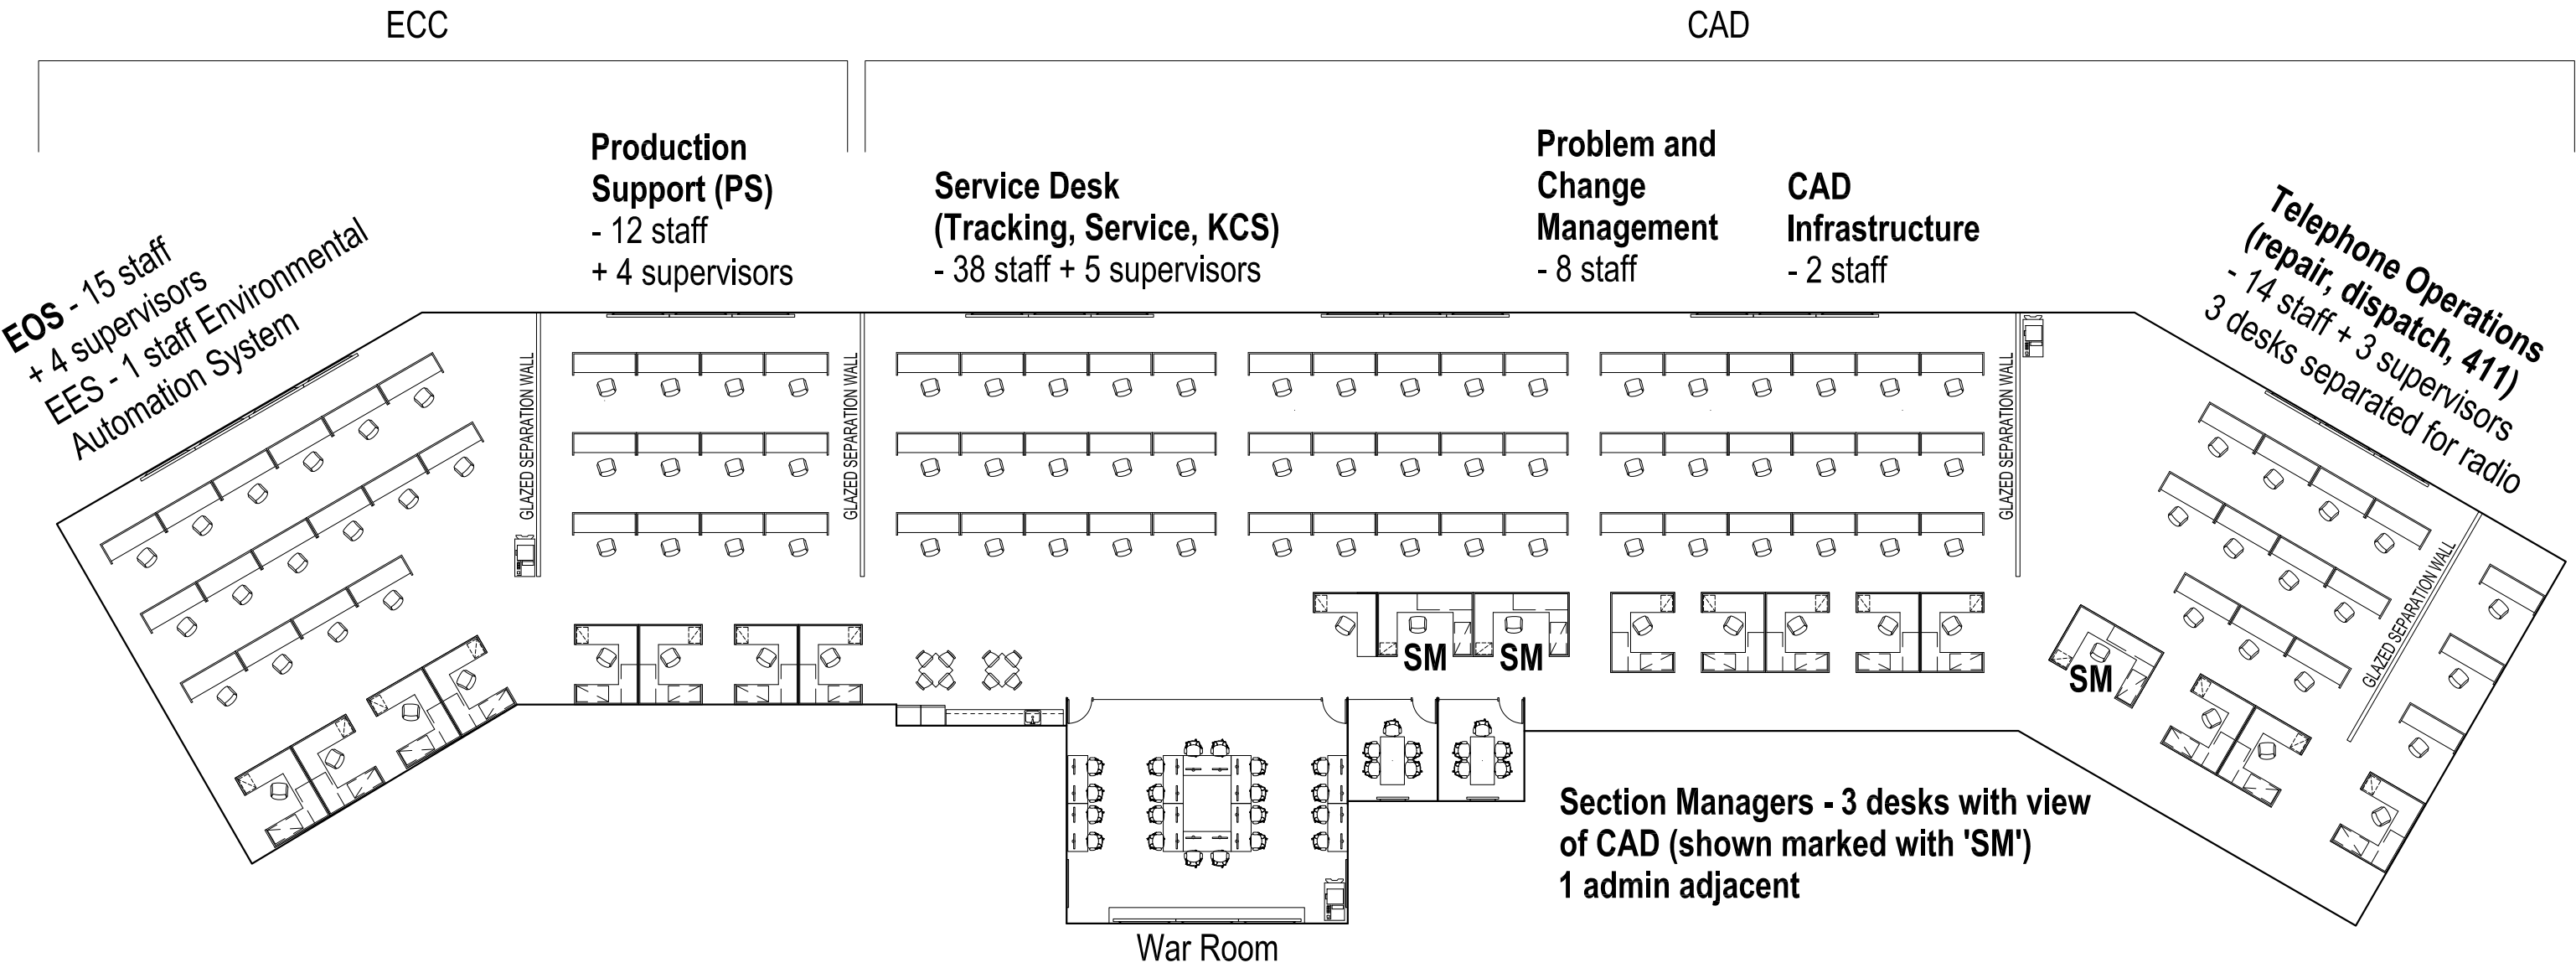 ECC
CAD
EOS - 15 staff
+ 4 supervisors
EES - 1 staff Environmental
Automation System
Production
Support (PS)
- 12 staff
+ 4 supervisors
Service Desk
(Tracking, Service, KCS)
- 38 staff + 5 supervisors
Problem and
Change
Management
- 8 staff
CAD
Infrastructure
- 2 staff
Telephone Operations
(repair, dispatch, 411)
- 14 staff + 3 supervisors
3 desks separated for radio
GLAZED SEPARATION WALL
GLAZED SEPARATION WALL
GLAZED SEPARATION WALL
GLAZED SEPARATION WALL
SM
SM
SM
Section Managers - 3 desks with view
of CAD (shown marked with 'SM')
1 admin adjacent
War Room